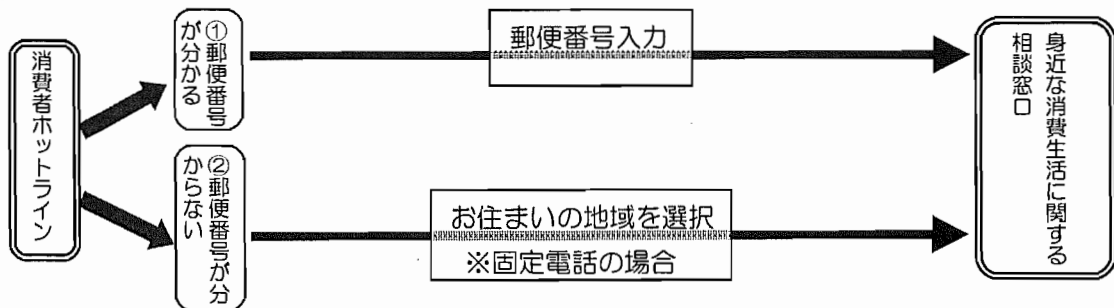 消費者ホットライン
①郵便番号
が分かる
郵便番号入力
②郵便番号が分
からない
お住まいの地域を選択
※固定電話の場合
身近な消費生活に関する
相談窓口